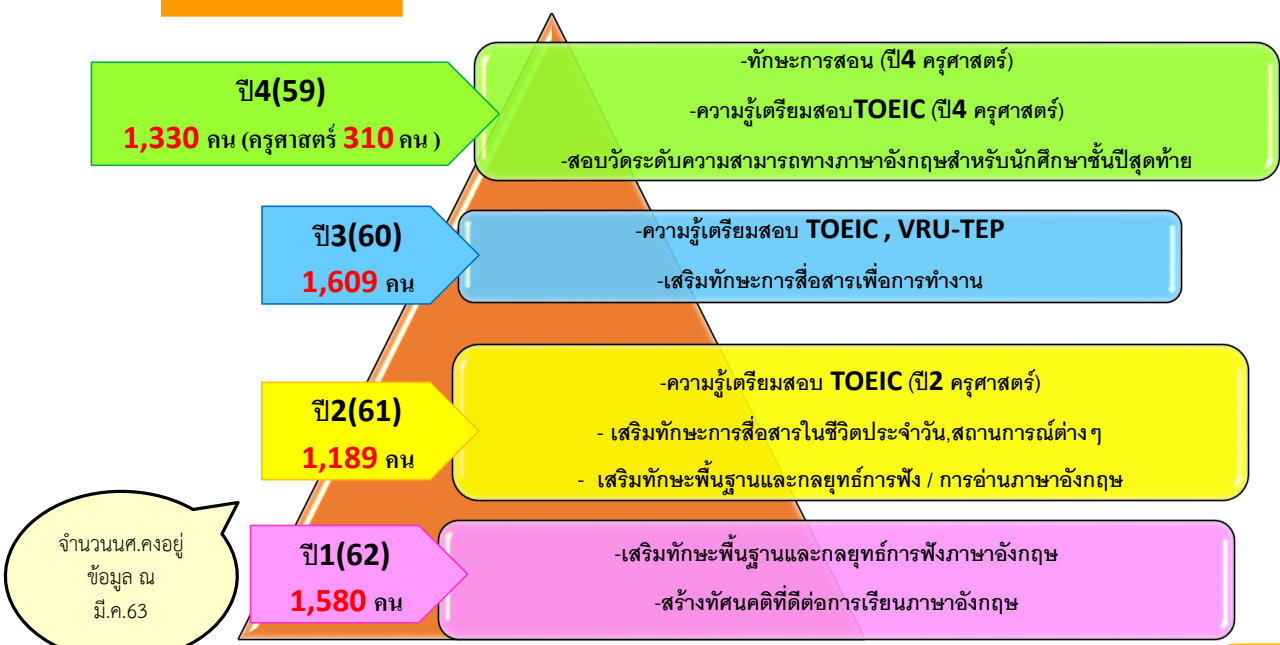 ปี4(59)
1,330 คน (ครุศาตร์ 310 คน )
-ทักษะการสอน (ปี4 ครุศาสตร์)
-ความรู้เตรียมสอบTOEIC (ปี4 ครุศาสตร์)
-สอบวัดระดับความสามารถทางภาษาอังกฤษสำหรับนักศึกษาชั้นปีสุดท้าย
ปี3(60)
1,609 คน
-ความรู้เตรียมสอบ TOEIC , VRU-TEP
-เสริมทักษะการสื่อสารเพื่อการทำงาน
ปี2(61)
1,189 คน
-ความรู้เตรียมสอบ TOEIC (ปี2 ครุศาสตร์)
- เสริมทักษะการสื่อสารในชีวิตประจำวัน,สถานการณ์ต่างๆ
- เสริมทักษะพื้นฐานและกลยุทธ์การฟัง / การอ่านภาษาอังกฤษ
จำนวนนศ.คงอยู่
ข้อมูล ณ
มี.ค.63
ปี1(62)
1,580 คน
-เสริมทักษะพื้นฐานและกลยุทธ์การฟังภาษาอังกฤษ
-สร้างทัศนคติที่ดีต่อการเรียนภาษาอังกฤษ